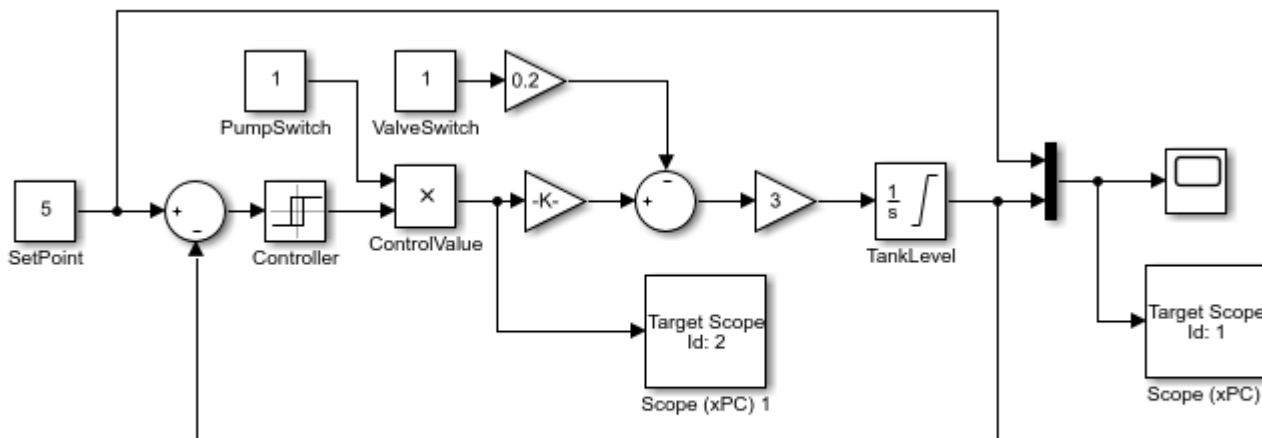 1
PumpSwitch
1
ValveSwitch
0.2
5
SetPoint
+
−
Controller
×
ControlValue
-K-
−
+
3
1
s
TankLevel
Target Scope
Id: 2
Scope (xPC) 1
Target Scope
Id: 1
Scope (xPC)